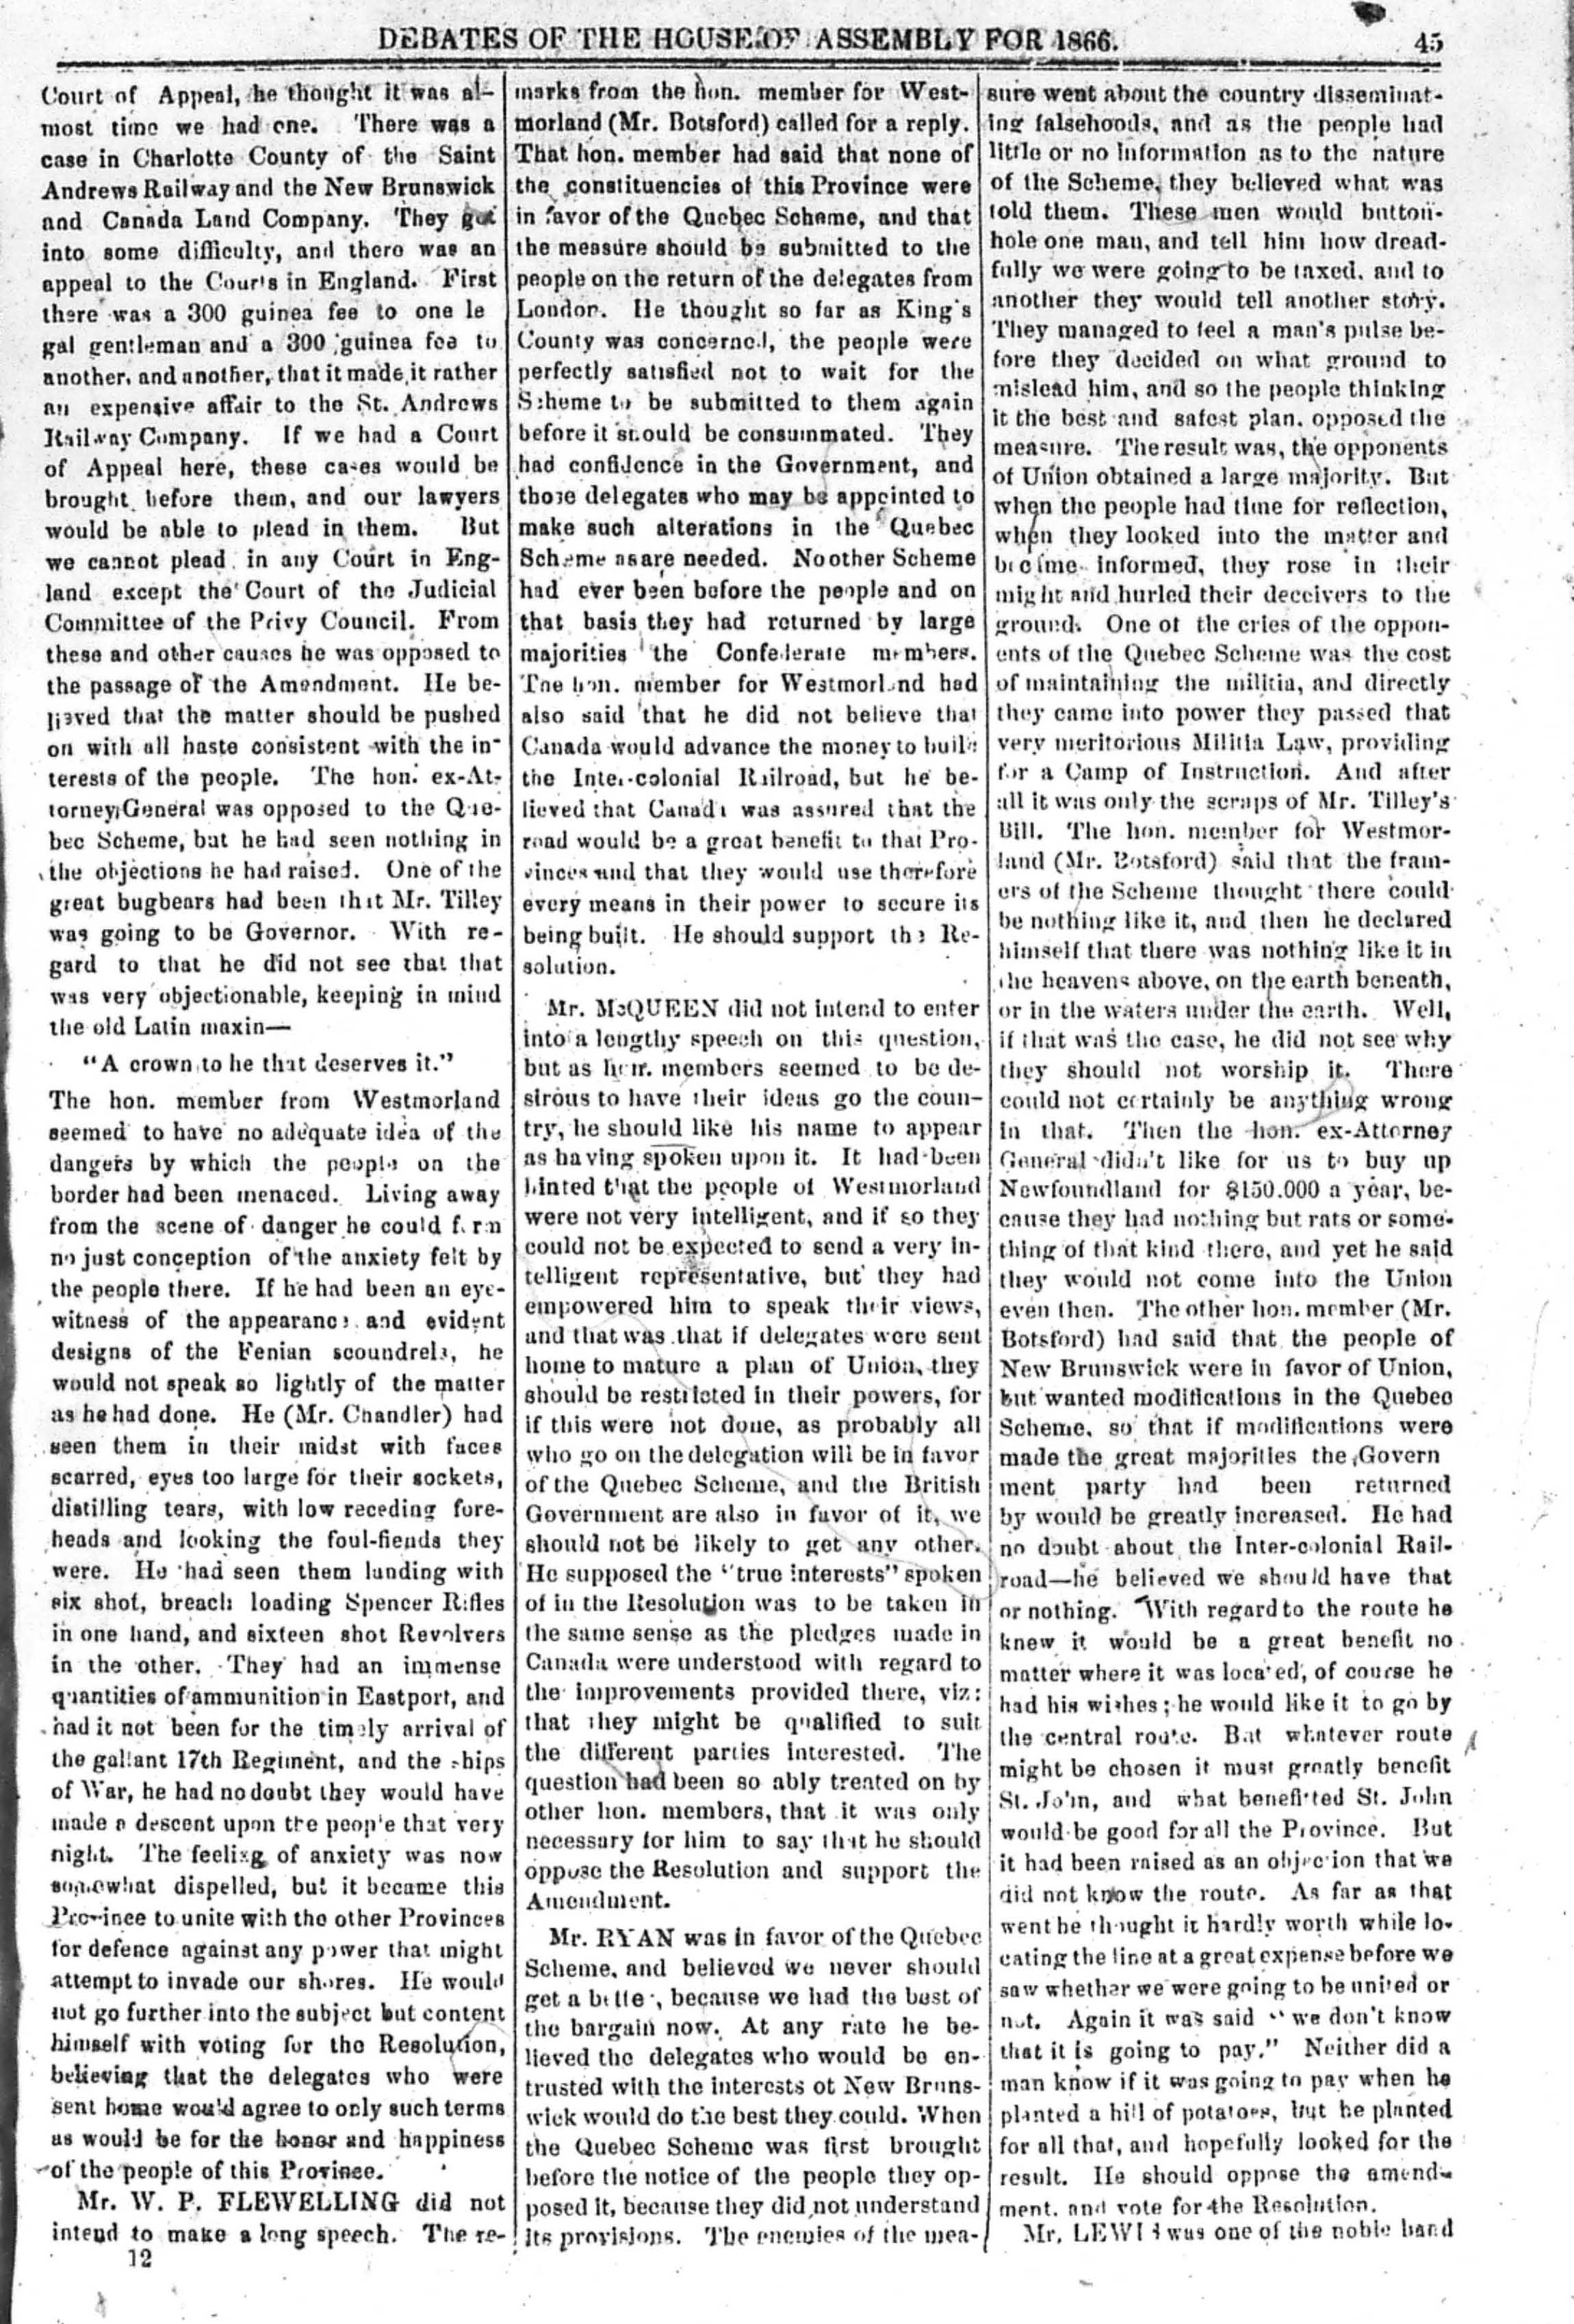 DEBATES OF THE HOUSE OF ASSEMBLY FOR 1866.
45
Court of Appeal, he thought it was al-
most time we had one. There was a
case in Charlotte County of the Saint
Andrews Railway and the New Brunswick
and Canada Land Company. They got
into some difficulty, and there was an
appeal to the Courts in England. First
there was a 300 guinea fee to one le
gal gentleman and a 300 guinea fee to
another, and another, that it made it rather
an expensive affair to the St. Andrews
Railway Company. If we had a Court
of Appeal here, these cases would be
brought before them, and our lawyers
would be able to plead in them. But
we cannot plead in any Court in Eng-
land except the Court of the Judicial
Committee of the Privy Council. From
these and other causes he was opposed to
the passage of the Amendment. He be-
lieved that the matter should be pushed
on with all haste consistent with the in-
terests of the people. The hon. ex-At-
torney General was opposed to the Que-
bec Scheme, but he had seen nothing in
the objections he had raised. One of the
great bugbears had been that Mr. Tilley
was going to be Governor. With re-
gard to that he did not see that that
was very objectionable, keeping in mind
the old Latin maxin—
"A crown to he that deserves it."
The hon. member from Westmorland
seemed to have no adequate idea of the
dangers by which the people on the
border had been menaced. Living away
from the scene of danger he could form
no just conception of the anxiety felt by
the people there. If he had been an eye-
witness of the appearance and evident
designs of the Fenian scoundrels, he
would not speak so lightly of the matter
as he had done. He (Mr. Chandler) had
seen them in their midst with faces
scarred, eyes too large for their sockets,
distilling tears, with low receding fore-
heads and looking the foul-fiends they
were. He had seen them landing with
six shot, breach loading Spencer Rifles
in one hand, and sixteen shot Revolvers
in the other. They had an immense
quantities of ammunition in Eastport, and
had it not been for the timely arrival of
the gallant 17th Regiment, and the ships
of War, he had no doubt they would have
made a descent upon the people that very
night. The feeling of anxiety was now
somewhat dispelled, but it became this
Province to unite with the other Provinces
for defence against any power that might
attempt to invade our shores. He would
not go further into the subject but content
himself with voting for the Resolution,
believing that the delegates who were
sent home would agree to only such terms
as would be for the honor and happiness
of the people of this Province.
Mr. W. P. FLEWELLING did not
intend to make a long speech. The re-
12
marks from the hon. member for West-
morland (Mr. Botsford) called for a reply.
That hon. member had said that none of
the constituencies of this Province were
in favor of the Quebec Scheme, and that
the measure should be submitted to the
people on the return of the delegates from
London. He thought so far as King's
County was concerned, the people were
perfectly satisfied not to wait for the
Scheme to be submitted to them again
before it should be consummated. They
had confidence in the Government, and
those delegates who may be appointed to
make such alterations in the Quebec
Scheme as are needed. No other Scheme
had ever been before the people and on
that basis they had returned by large
majorities the Confederate members.
The hon. member for Westmorland had
also said that he did not believe that
Canada would advance the money to build
the Inter-colonial Railroad, but he be-
lieved that Canada was assured that the
road would be a great benefit to that Pro-
vinces and that they would use therefore
every means in their power to secure its
being built. He should support the Re-
solution.
Mr. McQUEEN did not intend to enter
into a lengthy speech on this question,
but as hon. members seemed to be de-
sirous to have their ideas go the coun-
try, he should like his name to appear
as having spoken upon it. It had been
hinted that the people of Westmorland
were not very intelligent, and if so they
could not be expected to send a very in-
telligent representative, but they had
empowered him to speak their views,
and that was that if delegates were sent
home to mature a plan of Union, they
should be restricted in their powers, for
if this were not done, as probably all
who go on the delegation will be in favor
of the Quebec Scheme, and the British
Government are also in favor of it, we
should not be likely to get any other.
He supposed the "true interests" spoken
of in the Resolution was to be taken in
the same sense as the pledges made in
Canada were understood with regard to
the improvements provided there, viz:
that they might be qualified to suit
the different parties interested. The
question had been so ably treated on by
other hon. members, that it was only
necessary for him to say that he should
oppose the Resolution and support the
Amendment.
Mr. RYAN was in favor of the Quebec
Scheme, and believed we never should
get a better, because we had the best of
the bargain now. At any rate he be-
lieved the delegates who would be en-
trusted with the interests of New Bruns-
wick would do the best they could. When
the Quebec Scheme was first brought
before the notice of the people they op-
posed it, because they did not understand
its provisions. The enemies of the mea-
sure went about the country disseminat-
ing falsehoods, and as the people had
little or no information as to the nature
of the Scheme, they believed what was
told them. These men would button-
hole one man, and tell him how dread-
fully we were going to be taxed, and to
another they would tell another story.
They managed to feel a man's pulse be-
fore they decided on what ground to
mislead him, and so the people thinking
it the best and safest plan, opposed the
measure. The result was, the opponents
of Union obtained a large majority. But
when the people had time for reflection,
when they looked into the matter and
become informed, they rose in their
might and hurled their deceivers to the
ground. One of the cries of the oppon-
ents of the Quebec Scheme was the cost
of maintaining the militia, and directly
they came into power they passed that
very meritorious Militia Law, providing
for a Camp of Instruction. And after
all it was only the scraps of Mr. Tilley's
Bill. The hon. member for Westmor-
land (Mr. Botsford) said that the fram-
ers of the Scheme thought there could
be nothing like it, and then he declared
himself that there was nothing like it in
the heavens above, on the earth beneath,
or in the waters under the earth. Well,
if that was the case, he did not see why
they should not worship it. There
could not certainly be anything wrong
in that. Then the hon. ex-Attorney
General didn't like for us to buy up
Newfoundland for $150.000 a year, be-
cause they had nothing but rats or some-
thing of that kind there, and yet he said
they would not come into the Union
even then. The other hon. member (Mr.
Botsford) had said that the people of
New Brunswick were in favor of Union,
but wanted modifications in the Quebec
Scheme, so that if modifications were
made the great majorities the Govern
ment party had been returned
by would be greatly increased. He had
no doubt about the Inter-colonial Rail-
road—he believed we should have that
or nothing. With regard to the route he
knew it would be a great benefit no
matter where it was located, of course he
had his wishes; he would like it to go by
the central route. But whatever route
might be chosen it must greatly benefit
St. John, and what benefitted St. John
would be good for all the Province. But
it had been raised as an objection that we
did not know the route. As far as that
went he thought it hardly worth while lo-
cating the line at a great expense before we
saw whether we were going to be united or
not. Again it was said "we don't know
that it is going to pay." Neither did a
man know if it was going to pay when he
planted a hill of potatoes, but he planted
for all that, and hopefully looked for the
result. He should oppose the amend-
ment, and vote for the Resolution.
Mr. LEWIS was one of the noble band